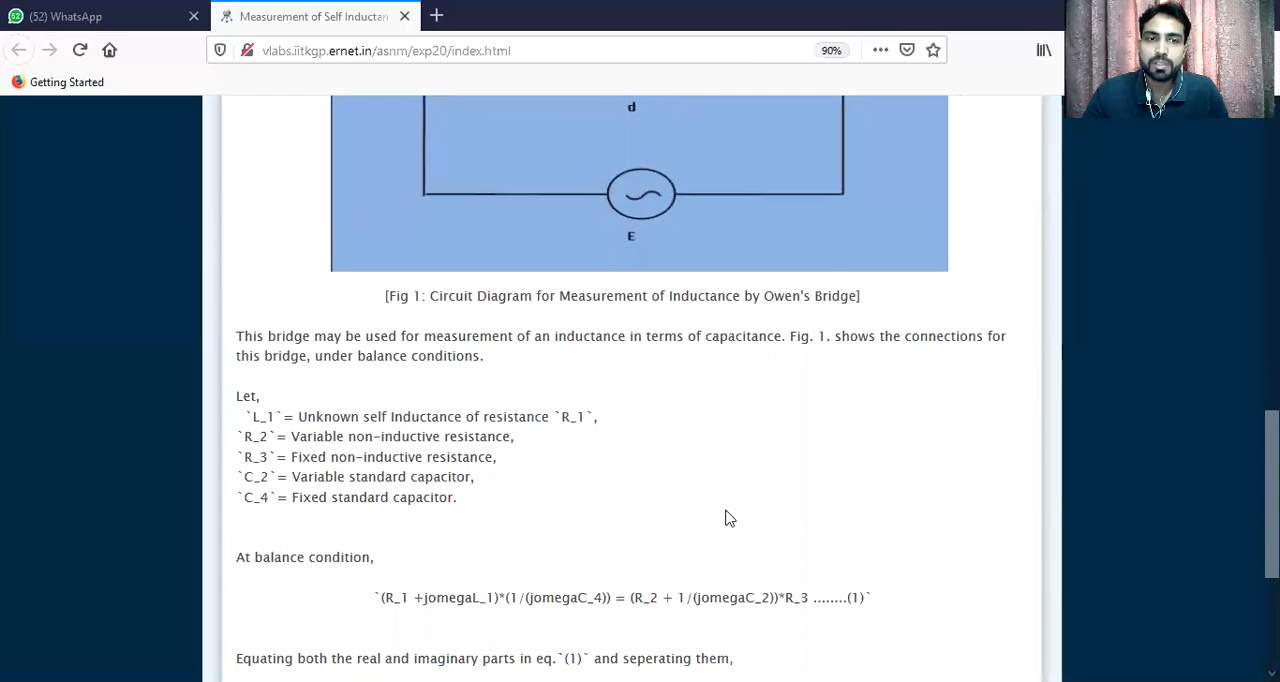 (52) WhatsApp
Measurement of Self Inductan
vlabs.iitkgp.ernet.in/asnm/exp20/index.html
90%
Getting Started
d
E
[Fig 1: Circuit Diagram for Measurement of Inductance by Owen's Bridge]
This bridge may be used for measurement of an inductance in terms of capacitance. Fig. 1. shows the connections for
this bridge, under balance conditions.
Let,
`L_1`= Unknown self Inductance of resistance `R_1`,
`R_2`= Variable non-inductive resistance,
`R_3`= Fixed non-inductive resistance,
`C_2`= Variable standard capacitor,
`C_4`= Fixed standard capacitor.
At balance condition,
`(R_1 +jomegaL_1)*(1/(jomegaC_4)) = (R_2 + 1/(jomegaC_2))*R_3 ........(1)`
Equating both the real and imaginary parts in eq.`(1)` and seperating them,